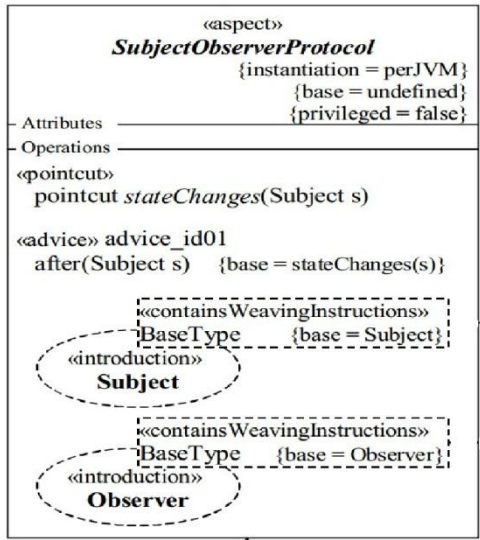 «aspect»
SubjectObserverProtocol
{instantiation = perJVM}
{base = undefined}
{privileged = false}
Attributes
Operations
«pointcut»
pointcut stateChanges(Subject s)
«advice» advice_id01
after(Subject s) {base = stateChanges(s)}
«containsWeavingInstructions»
BaseType {base = Subject}
«introduction»
Subject
«containsWeavingInstructions»
BaseType {base = Observer}
«introduction»
Observer